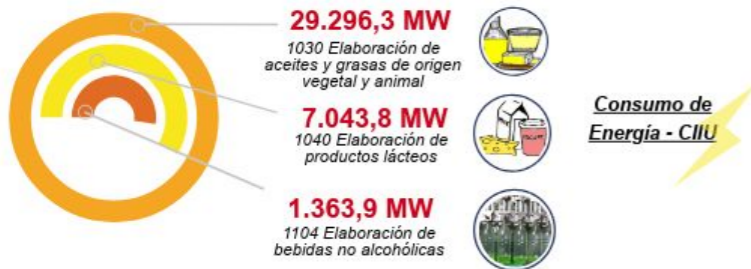 29.296,3 MW
1030 Elaboración de
aceites y grasas de origen
vegetal y animal
7.043,8 MW
1040 Elaboración de
productos lácteos
1.363,9 MW
1104 Elaboración de
bebidas no alcohólicas
Consumo de
Energía - CIIU